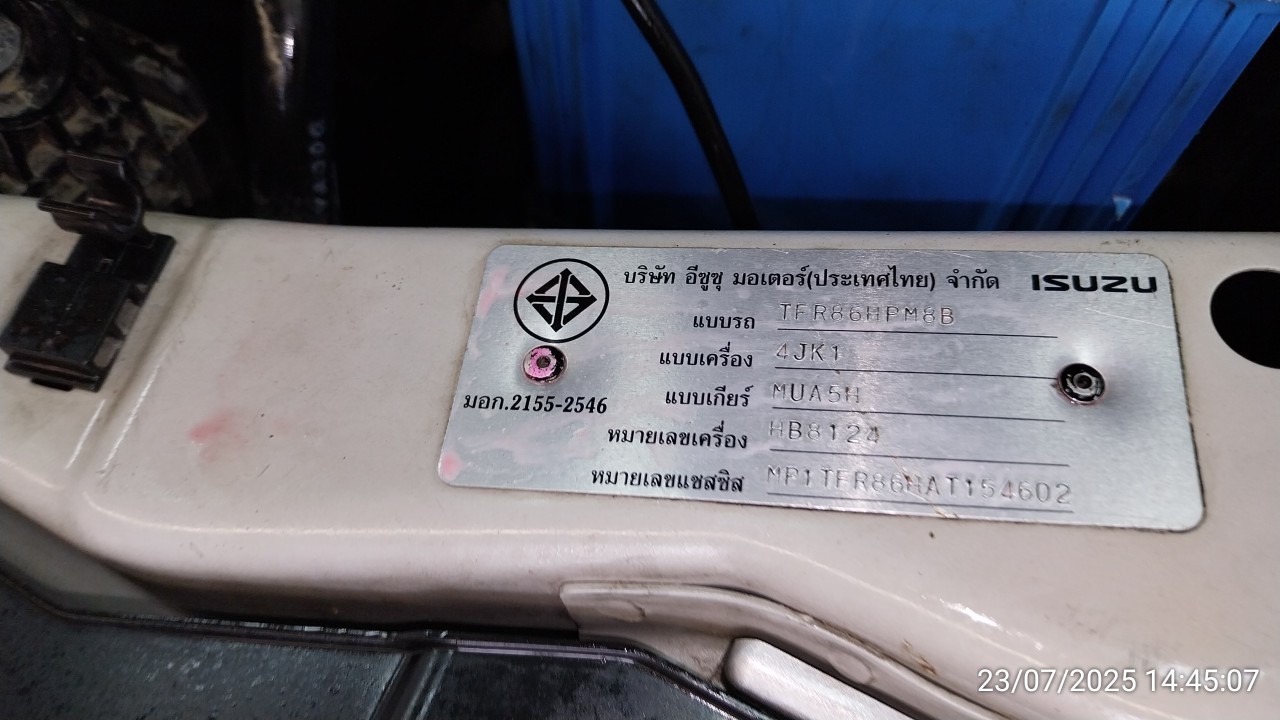 บริษัท อีซูซุ มอเตอร์(ประเทศไทย) จำกัด ISUZU
แบบรถ TFR86HPM8B
แบบเครื่อง 4JK1
แบบเกียร์ MUA5H
มอก.2155-2546
หมายเลขเครื่อง HB8124
หมายเลขแชสซิส MP1TFR86HAT154602
23/07/2025 14:45:07